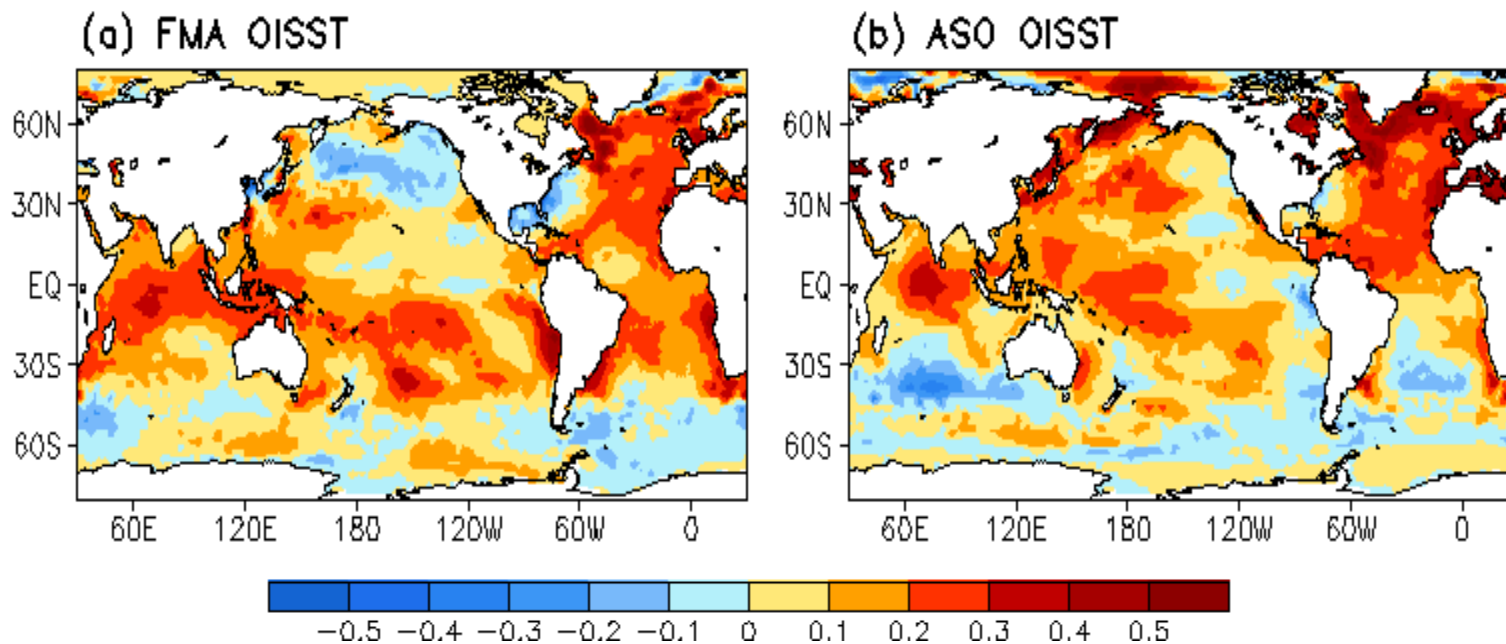 (a) FMA OISST
(b) ASO OISST
60N
30N
EQ
30S
60S
60E 120E 180 120W 60W 0
60N
30N
EQ
30S
60S
60E 120E 180 120W 60W 0
-0.5 -0.4 -0.3 -0.2 -0.1 0 0.1 0.2 0.3 0.4 0.5